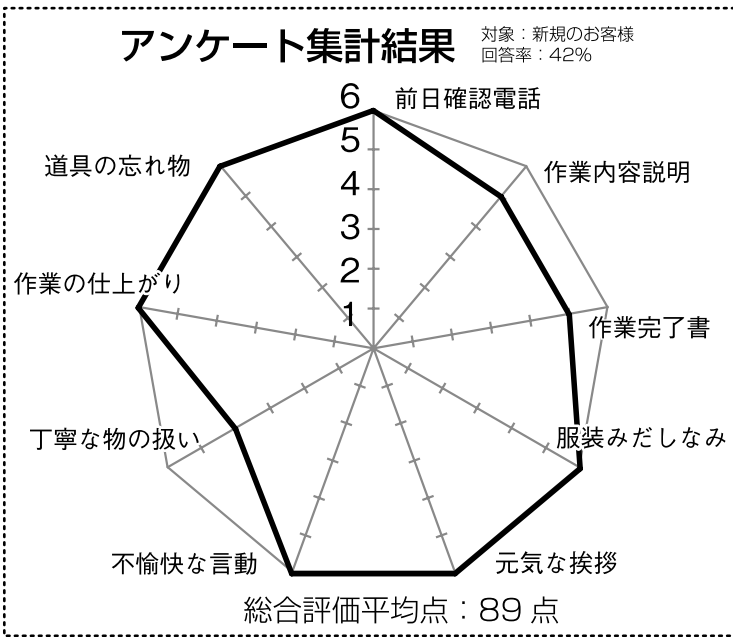 アンケート集計結果
対象：新規のお客様
回答率：42%
6
5
4
3
2
1
前日確認電話
作業内容説明
作業完了書
服装みだしなみ
元気な挨拶
不愉快な言動
丁寧な物の扱い
作業の仕上がり
道具の忘れ物
総合評価平均点：89点